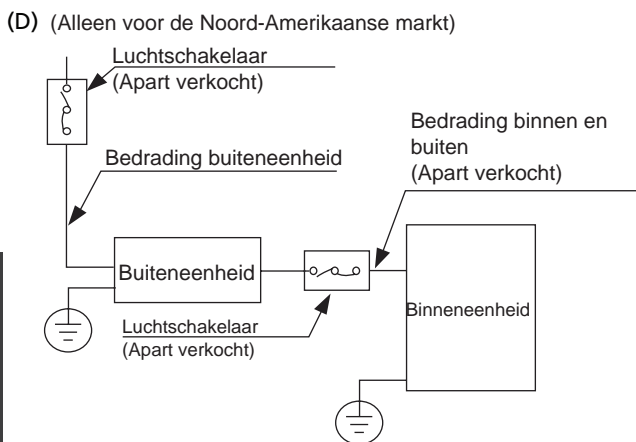 (D) (Alleen voor de Noord-Amerikaanse markt)
Luchtschakelaar
(Apart verkocht)
Bedrading binnen en
buiten
(Apart verkocht)
Bedrading buiteneenheid
Buiteneenheid
Binneneenheid
Luchtschakelaar
(Apart verkocht)